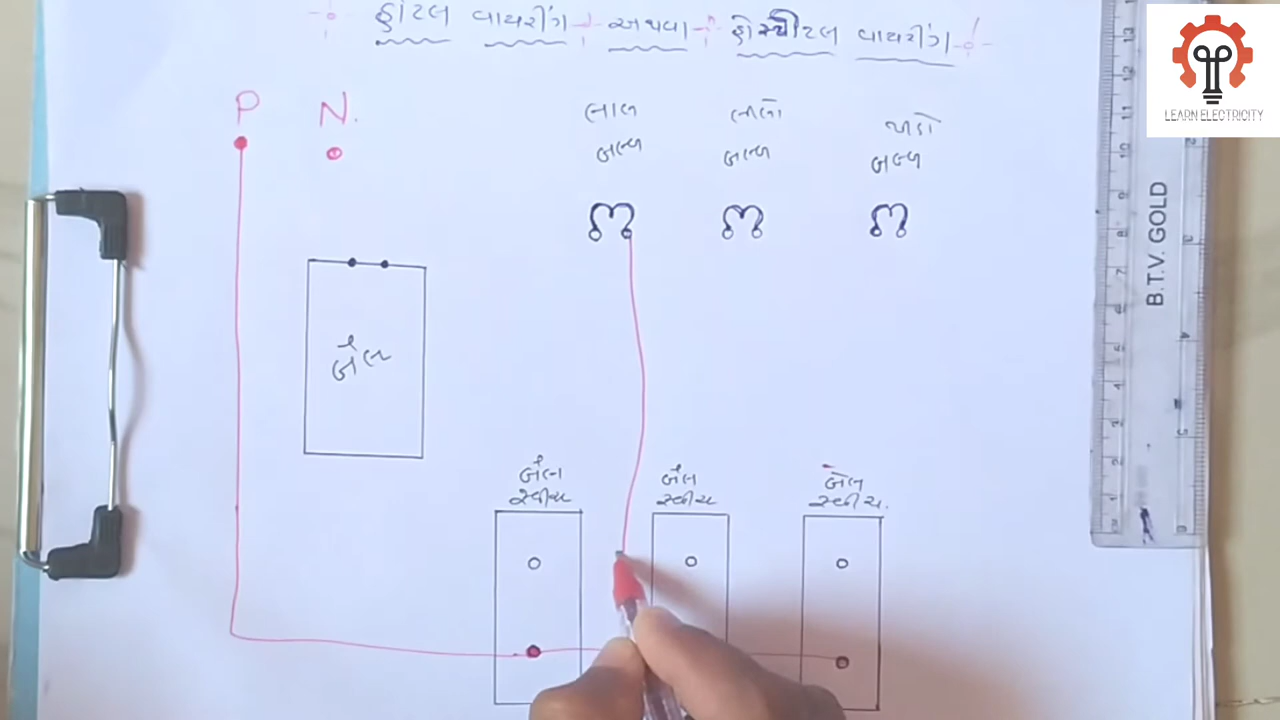 હોટલ વાયરીંગ અથવા હોસ્પીટલ વાયરીંગ
LEARN ELECTRICITY
P N.
લાલ બલ્બ
લીલો બલ્બ
બલ્બ
બેલ
બેલ સ્વીચ
બેલ સ્વીચ
બેલ સ્વીચ.
B.T.V. GOLD